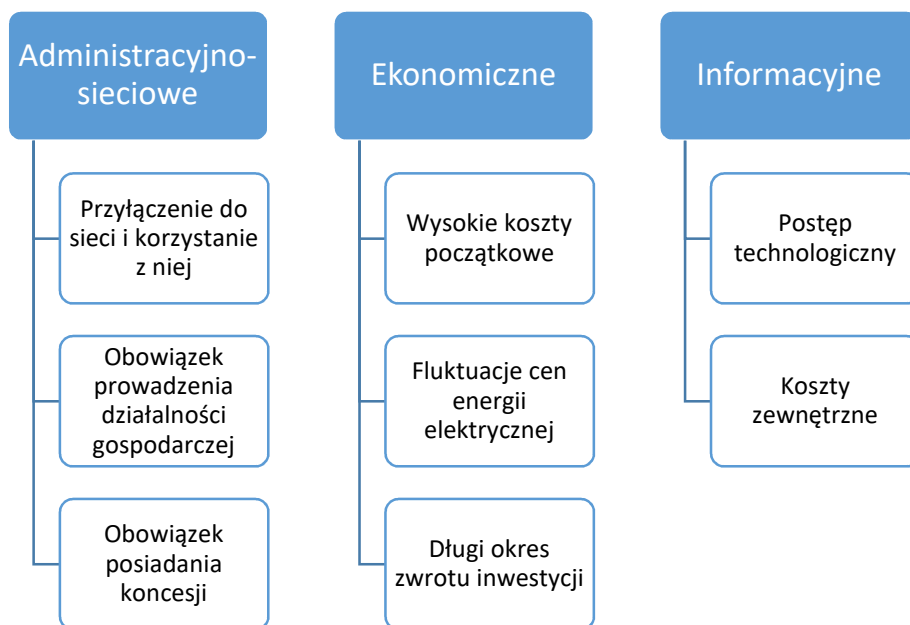 Administracyjno-
sieciowe
Przyłączenie do
sieci i korzystanie
z niej
Obowiązek
prowadzenia
działalności
gospodarczej
Obowiązek
posiadania
koncesji
Ekonomiczne
Wysokie koszty
początkowe
Fluktuacje cen
energii
elektrycznej
Długi okres
zwrotu inwestycji
Informacyjne
Postęp
technologiczny
Koszty
zewnętrzne